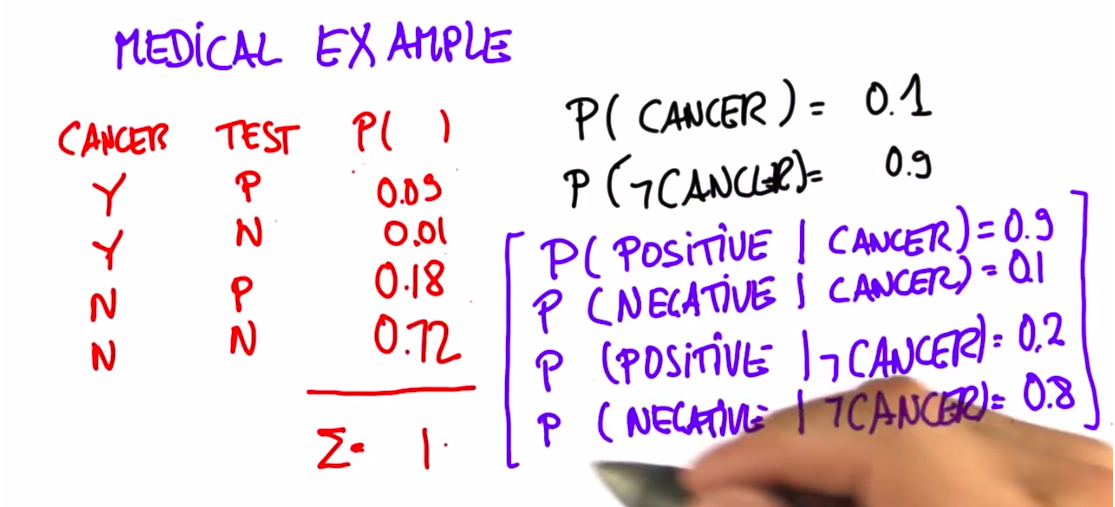 MEDICAL EXAMPLE
CANCER TEST P( )
Y P 0.09
Y N 0.01
N P 0.18
N N 0.72
Σ= 1
P( CANCER ) = 0.1
P (¬CANCER)= 0.9
P( POSITIVE | CANCER)= 0.9
P (NEGATIVE | CANCER) = 0.1
P (POSITIVE |¬CANCER)= 0.2
P (NEGATIVE | ¬CANCER)= 0.8